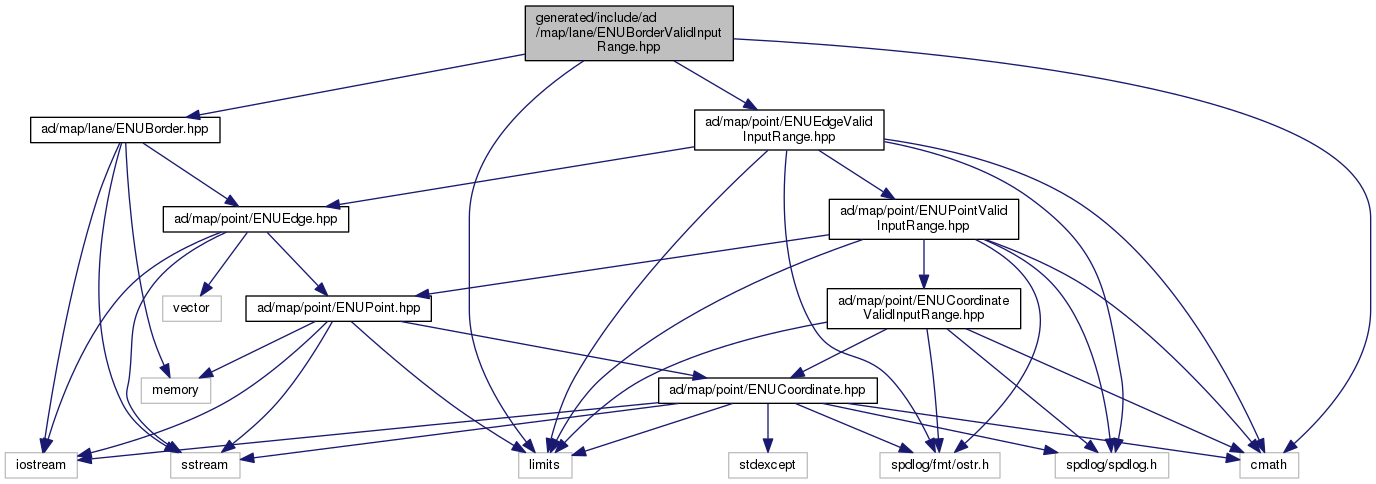 generated/include/ad
/map/lane/ENUBorderValidInput
Range.hpp
ad/map/lane/ENUBorder.hpp
ad/map/point/ENUEdgeValid
InputRange.hpp
ad/map/point/ENUEdge.hpp
ad/map/point/ENUPointValid
InputRange.hpp
vector
ad/map/point/ENUPoint.hpp
ad/map/point/ENUCoordinate
ValidInputRange.hpp
memory
ad/map/point/ENUCoordinate.hpp
iostream
sstream
limits
stdexcept
spdlog/fmt/ostr.h
spdlog/spdlog.h
cmath